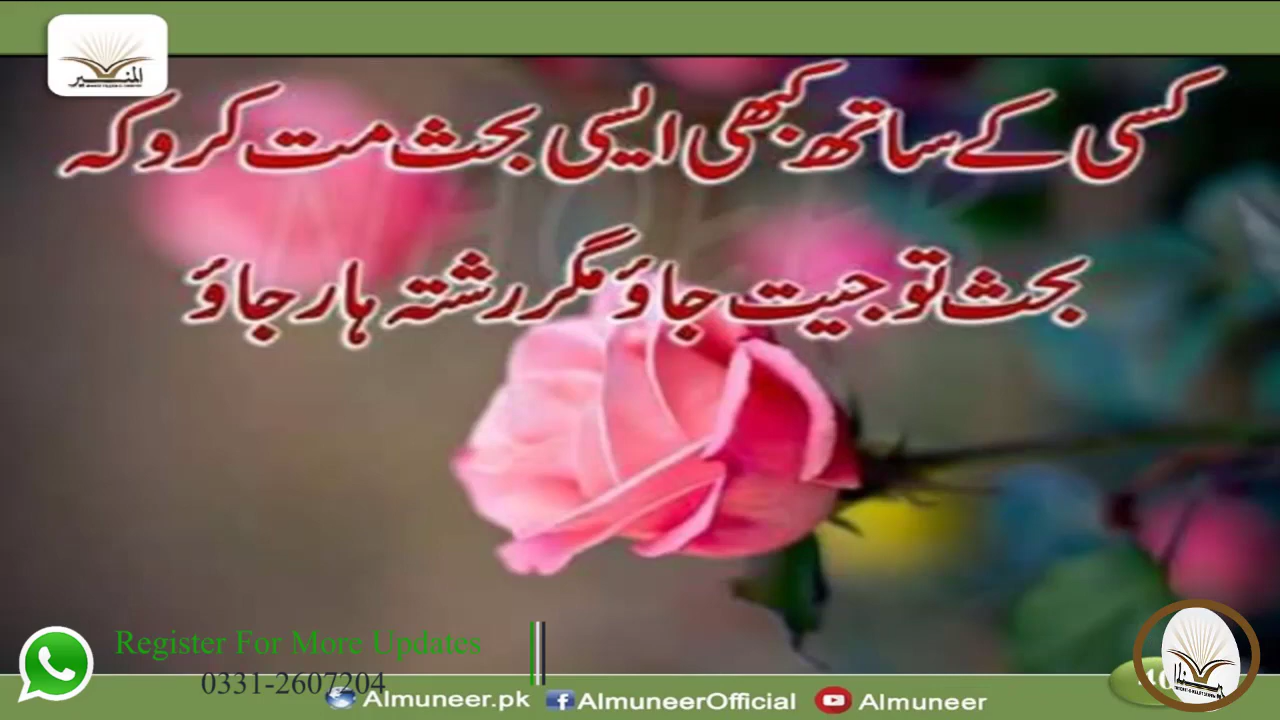 المنیر
کسی کے ساتھ کبھی ایسی بحث مت کرو کہ
بحث تو جیت جاؤ مگر رشتہ ہار جاؤ
Register For More Updates
0331-2607204
Almuneer.pk
AlmuneerOfficial
Almuneer